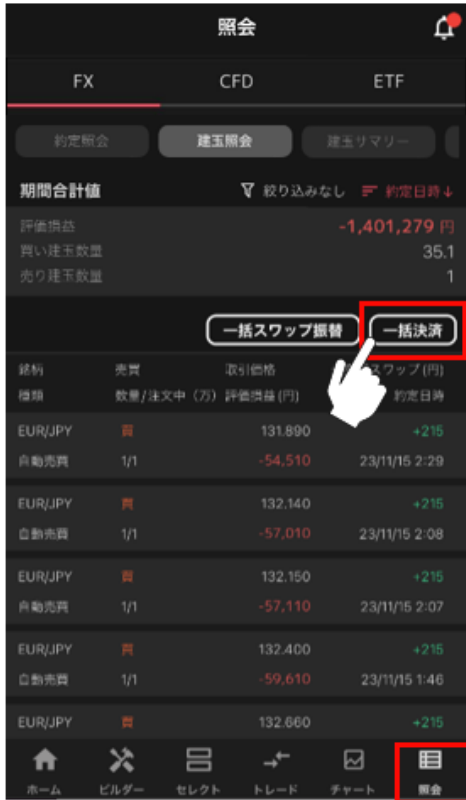 照会
FX CFD ETF
約定照会 建玉照会 建玉サマリー
期間合計値 絞り込みなし 約定日時↓
評価損益 -1,401,279 円
買い建玉数量 35.1
売り建玉数量 1
一括スワップ振替 一括決済
銘柄 売買 取引価格 スワップ(円)
種類 数量/注文中(万) 評価損益(円) 約定日時
EUR/JPY 買 131.890 +215
自動売買 1/1 -54,510 23/11/15 2:29
EUR/JPY 買 132.140 +215
自動売買 1/1 -57,010 23/11/15 2:08
EUR/JPY 買 132.150 +215
自動売買 1/1 -57,110 23/11/15 2:07
EUR/JPY 買 132.400 +215
自動売買 1/1 -59,610 23/11/15 1:46
EUR/JPY 買 132.660 +215
ホーム ビルダー セレクト トレード チャート 照会